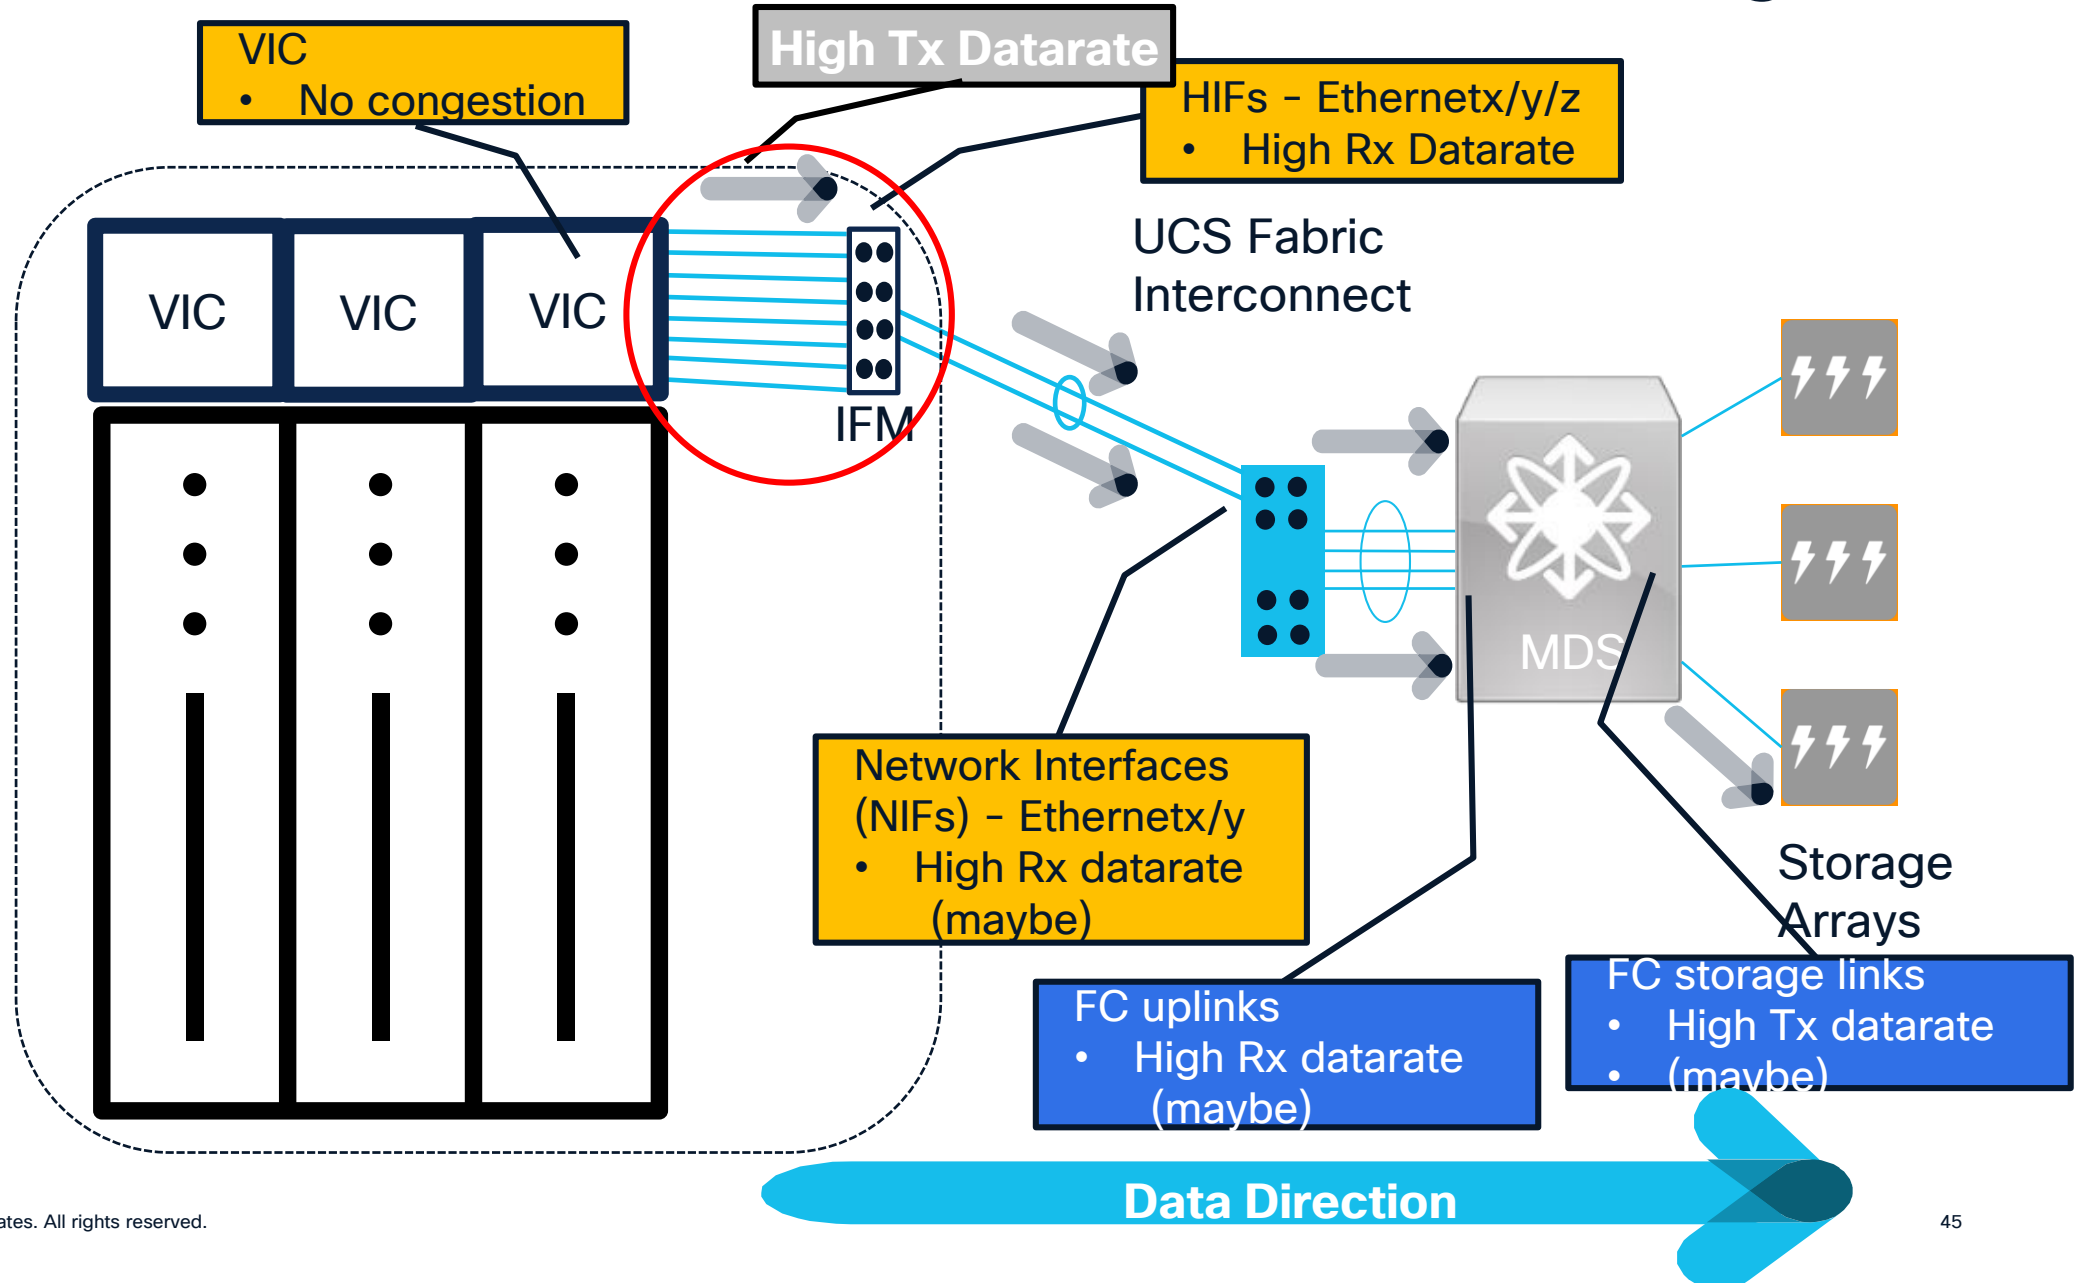 High Tx Datarate
VIC
• No congestion
HIFs – Ethernetx/y/z
• High Rx Datarate
UCS Fabric
Interconnect
VIC
VIC
VIC
IFM
MDS
Network Interfaces
(NIFs) – Ethernetx/y
• High Rx datarate
(maybe)
Storage
Arrays
FC uplinks
• High Rx datarate
(maybe)
FC storage links
• High Tx datarate
• (maybe)
Data Direction
ates. All rights reserved.
45